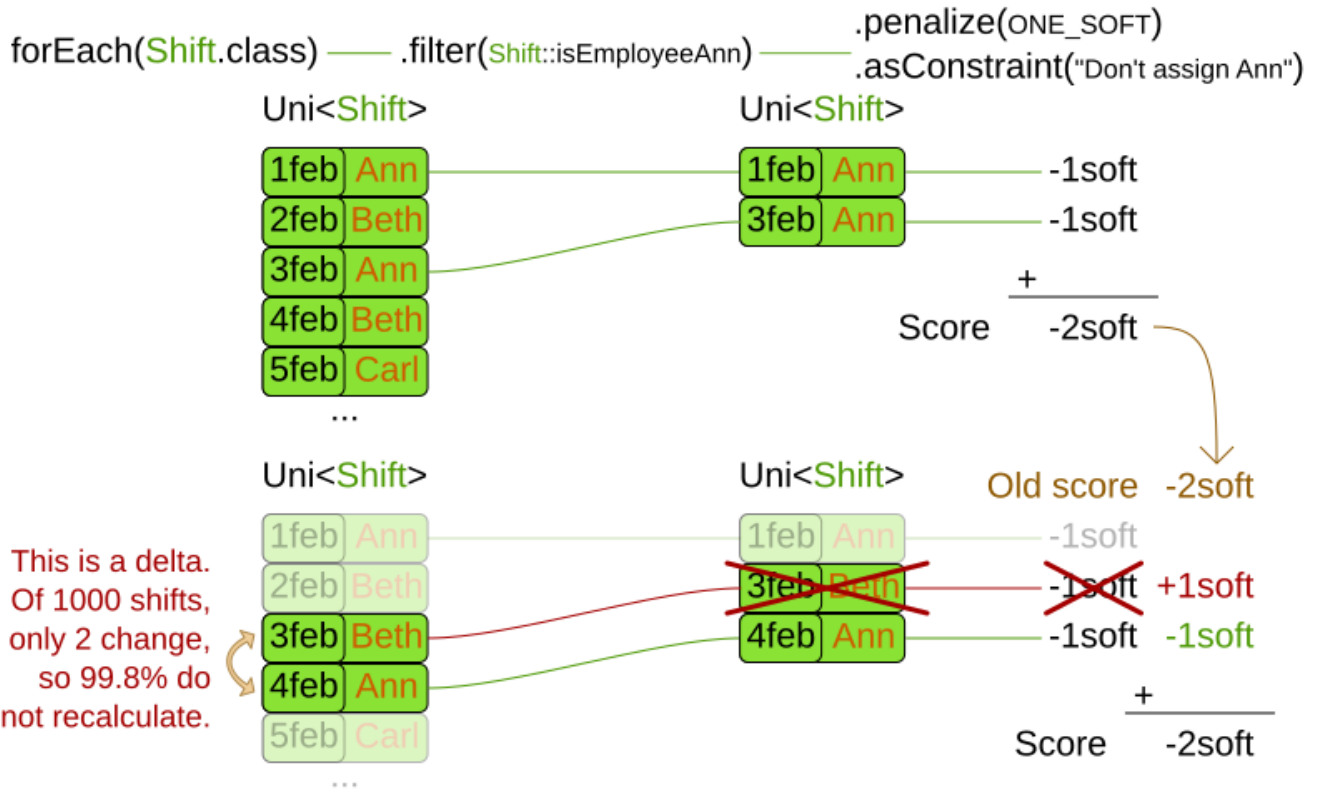 forEach(Shift.class) .filter(Shift::isEmployeeAnn) .penalize(ONE_SOFT)
.asConstraint("Don't assign Ann")
Uni<Shift> Uni<Shift>
1feb Ann 1feb Ann -1soft
2feb Beth 3feb Ann -1soft
3feb Ann
+
4feb Beth Score -2soft
5feb Carl
...
Uni<Shift> Uni<Shift> Old score -2soft
1feb Ann 1feb Ann -1soft
2feb Beth 3feb Beth -1soft +1soft
3feb Beth 4feb Ann -1soft -1soft
4feb Ann
+
5feb Carl Score -2soft
...
This is a delta.
Of 1000 shifts,
only 2 change,
so 99.8% do
not recalculate.